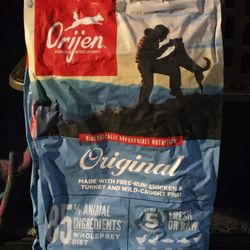 Orijen
BIOLOGICALLY APPROPRIATE NUTRITION
Original
MADE WITH FREE-RUN CHICKEN &
TURKEY AND WILD-CAUGHT FISH
85% ANIMAL
INGREDIENTS
WHOLEPREY
DIET
5
FRESH
OR RAW